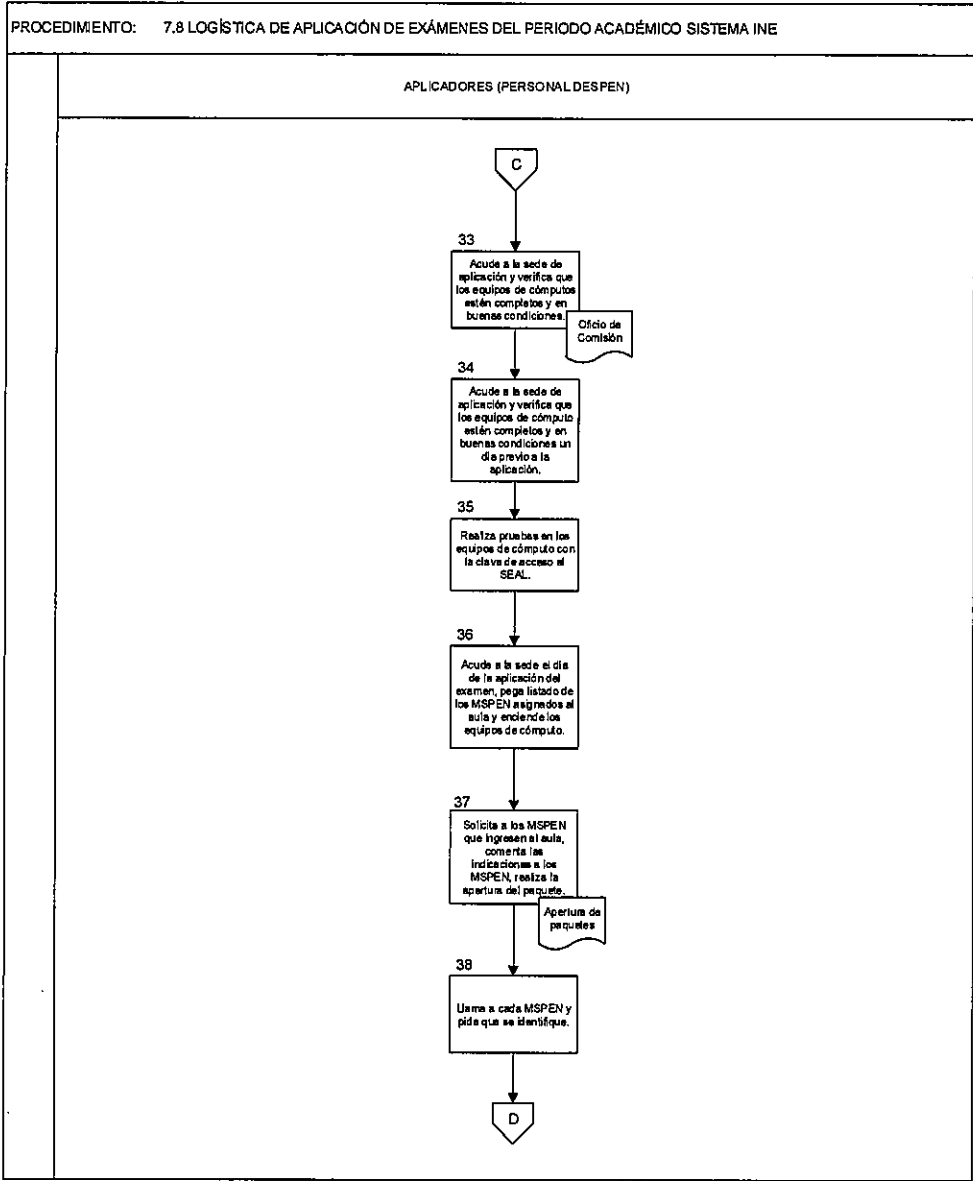 PROCEDIMIENTO: 7.8 LOGÍSTICA DE APLICACIÓN DE EXÁMENES DEL PERIODO ACADÉMICO SISTEMA INE
APLICADORES (PERSONAL DESPEN)
C
33
Acude a la sede de
aplicación y verifica que
los equipos de cómputos
estén completos y en
buenas condiciones.
Oficio de
Comisión
34
Acude a la sede de
aplicación y verifica que
los equipos de cómputo
estén completos y en
buenas condiciones un
día previo a la
aplicación.
35
Realiza pruebas en los
equipos de cómputo con
la clave de acceso al
SEAL.
36
Acude a la sede el día
de la aplicación del
examen, pega listado de
los MSPEN asignados al
aula y enciende los
equipos de cómputo.
37
Solicita a los MSPEN
que ingresen al aula,
comenta las
indicaciones a los
MSPEN, realiza la
apertura del paquete.
Apertura de
paquetes
38
Llama a cada MSPEN y
pide que se identifique.
D